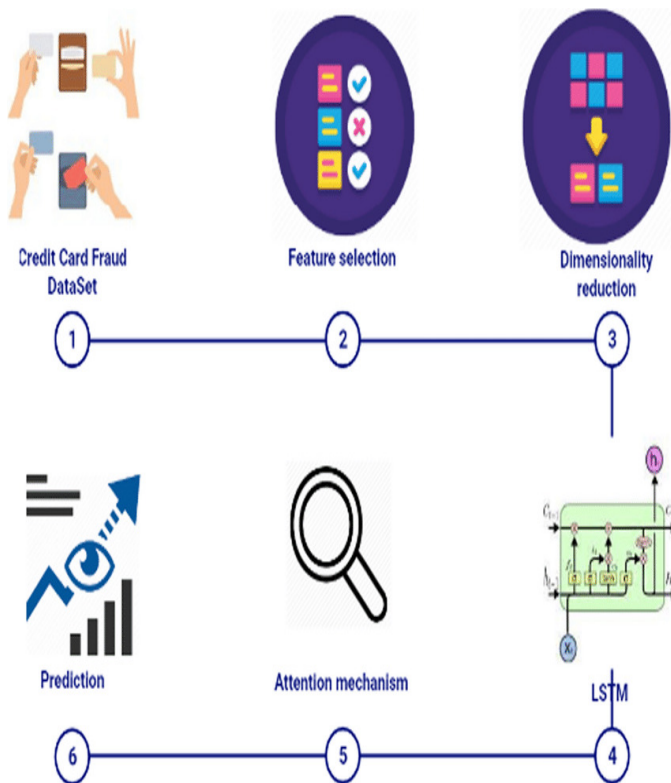 Credit Card Fraud
DataSet
Feature selection
Dimensionality
reduction
1
2
3
Prediction
Attention mechanism
LSTM
6
5
4